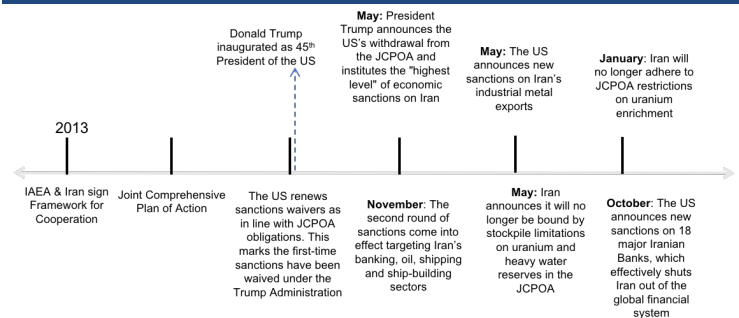 Donald Trump
inaugurated as 45th
President of the US
May: President
Trump announces the
US's withdrawal from
the JCPOA and
institutes the "highest
level" of economic
sanctions on Iran
May: The US
announces new
sanctions on Iran's
industrial metal
exports
January: Iran will
no longer adhere to
JCPOA restrictions
on uranium
enrichment
2013
IAEA & Iran sign
Framework for
Cooperation
Joint Comprehensive
Plan of Action
The US renews
sanctions waivers as
in line with JCPOA
obligations. This
marks the first-time
sanctions have been
waived under the
Trump Administration
November: The
second round of
sanctions come into
effect targeting Iran's
banking, oil, shipping
and ship-building
sectors
May: Iran
announces it will no
longer be bound by
stockpile limitations
on uranium and
heavy water
reserves in the
JCPOA
October: The US
announces new
sanctions on 18
major Iranian
Banks, which
effectively shuts
Iran out of the
global financial
system